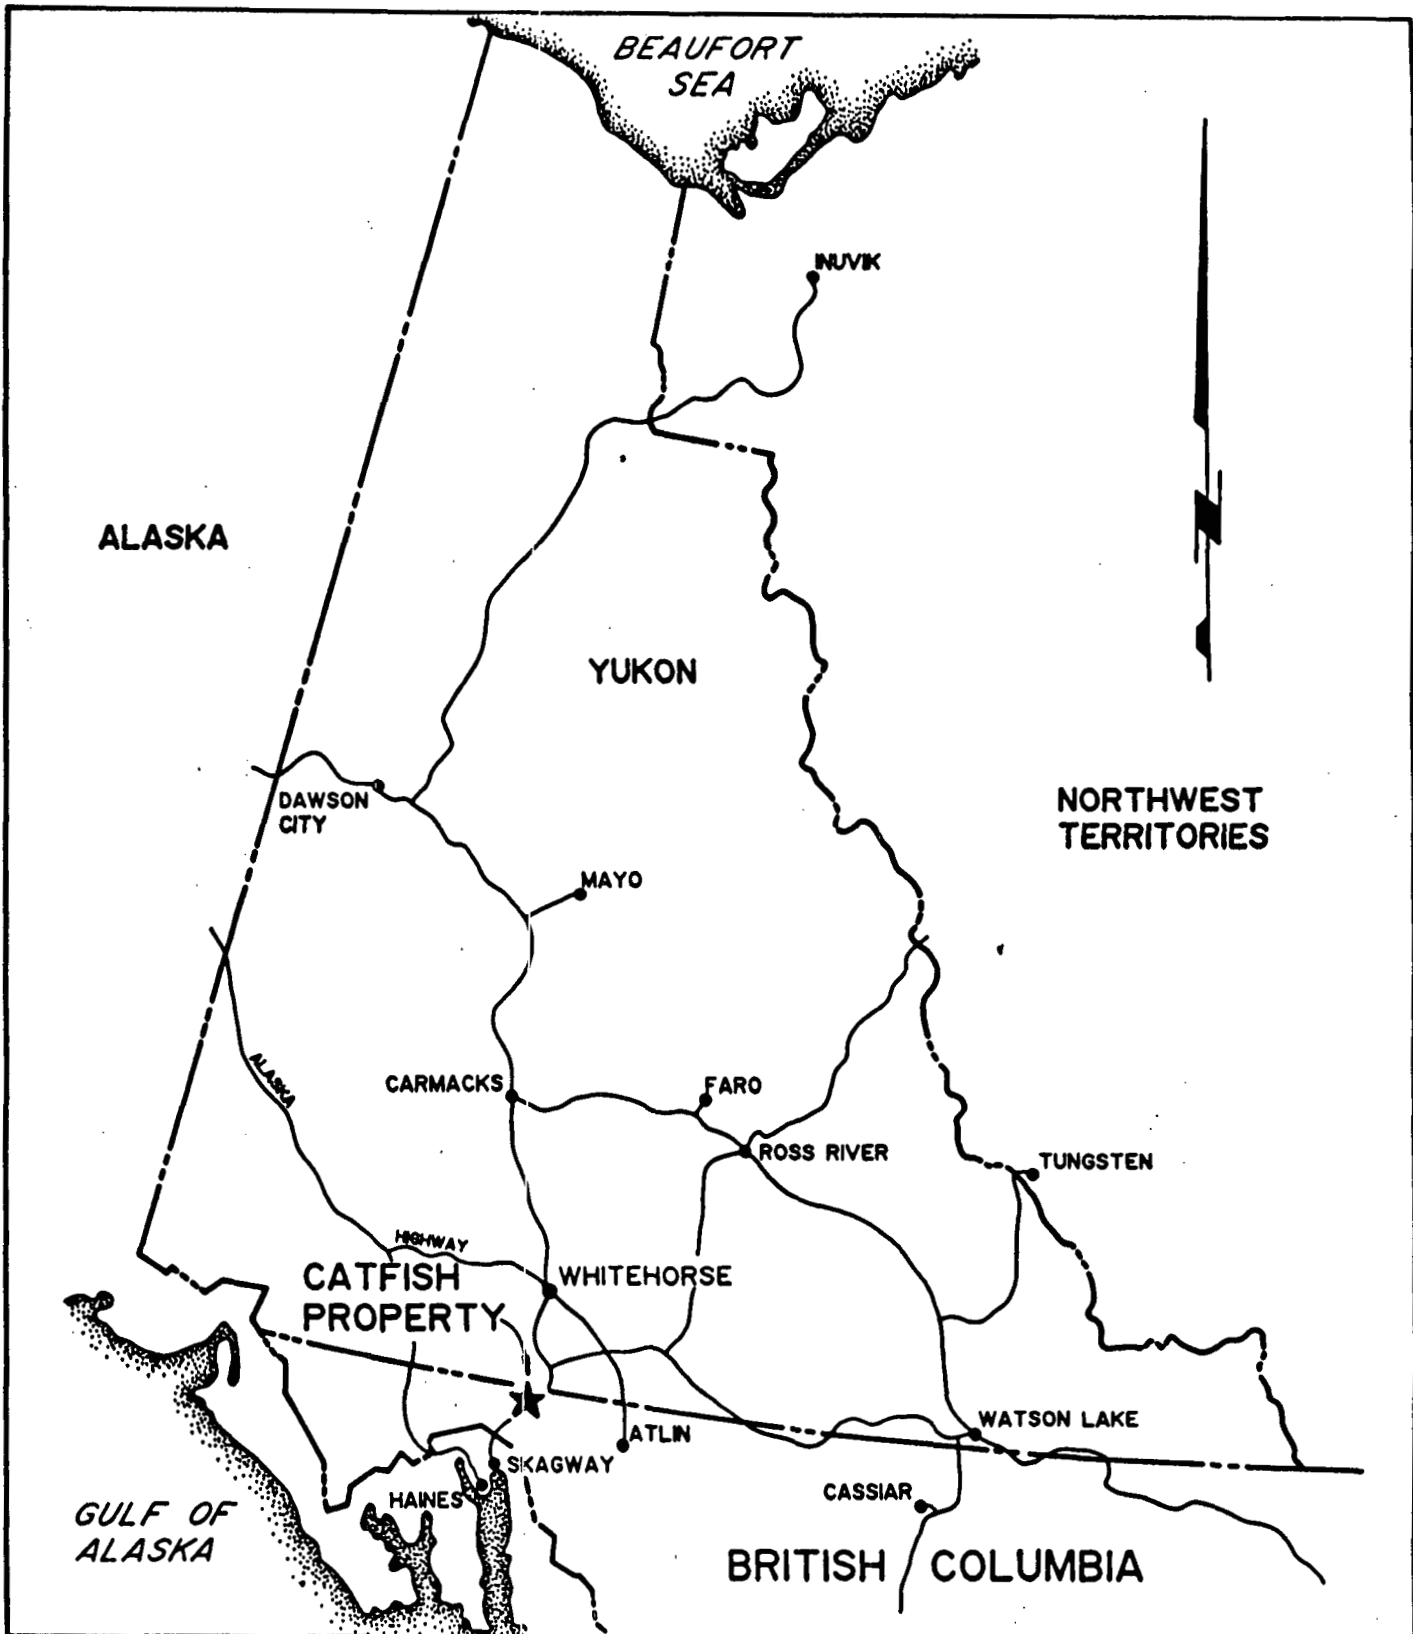 BEAUFORT
SEA
INUVIK
ALASKA
YUKON
DAWSON
CITY
NORTHWEST
TERRITORIES
MAYO
ALASKA
CARMACKS
FARO
ROSS RIVER
TUNGSTEN
HIGHWAY
CATFISH
PROPERTY
WHITEHORSE
WATSON LAKE
ATLIN
SKAGWAY
HAINES
CASSIAR
GULF OF
ALASKA
BRITISH COLUMBIA